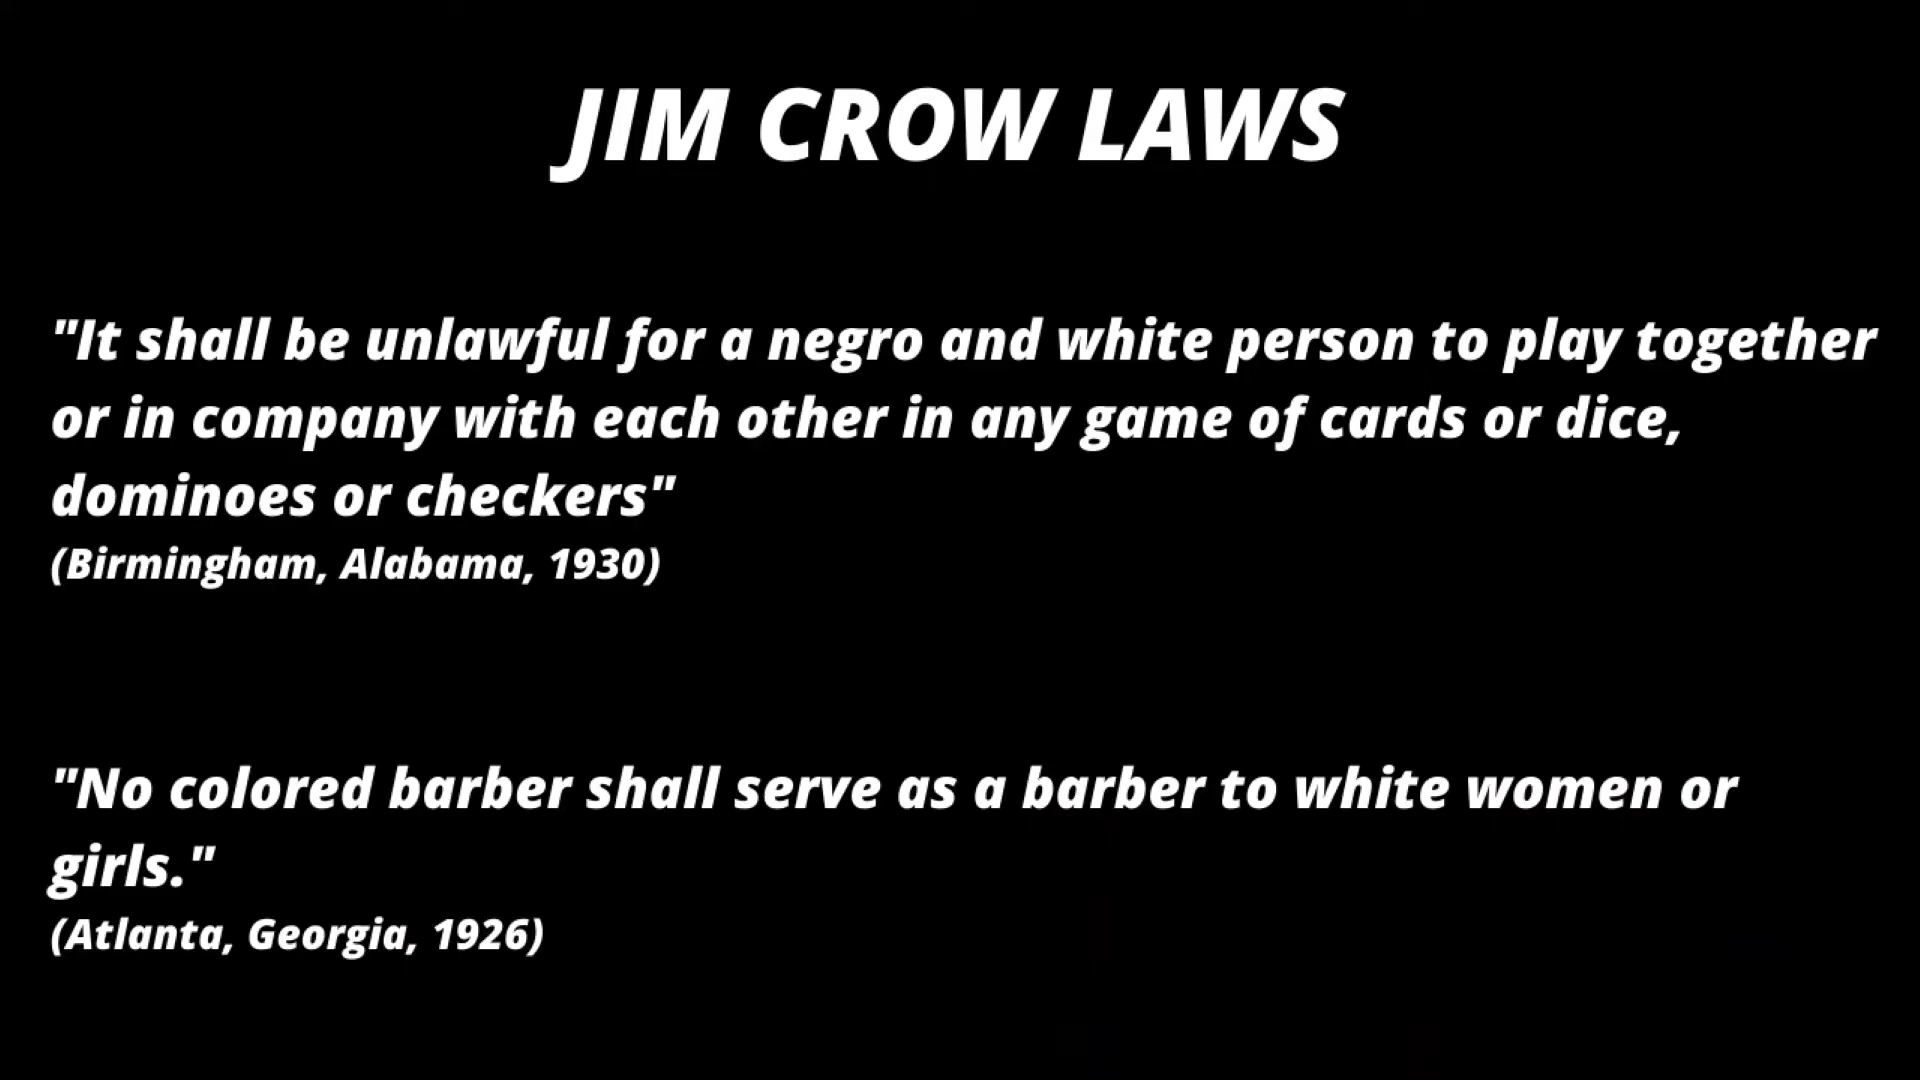 JIM CROW LAWS
"It shall be unlawful for a negro and white person to play together
or in company with each other in any game of cards or dice,
dominoes or checkers"
(Birmingham, Alabama, 1930)
"No colored barber shall serve as a barber to white women or
girls."
(Atlanta, Georgia, 1926)